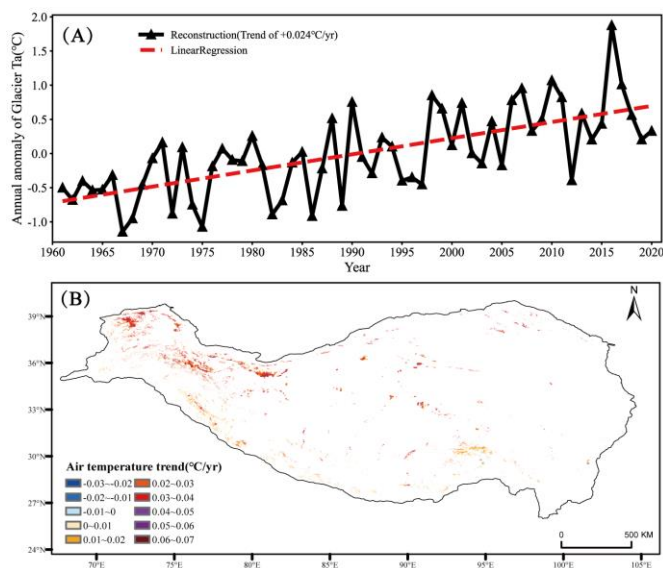 (A)
Reconstruction(Trend of +0.024℃/yr)
LinearRegression
Annual anomaly of Glacier Ta(℃)
2.0
1.5
1.0
0.5
0.0
-0.5
-1.0
1960 1965 1970 1975 1980 1985 1990 1995 2000 2005 2010 2015 2020
Year
(B)
N
39°N
36°N
33°N
30°N
27°N
24°N
Air temperature trend(℃/yr)
-0.03~-0.02 0.02~0.03
-0.02~-0.01 0.03~0.04
-0.01~0 0.04~0.05
0~0.01 0.05~0.06
0.01~0.02 0.06~0.07
0 500 KM
70°E 75°E 80°E 85°E 90°E 95°E 100°E 105°E